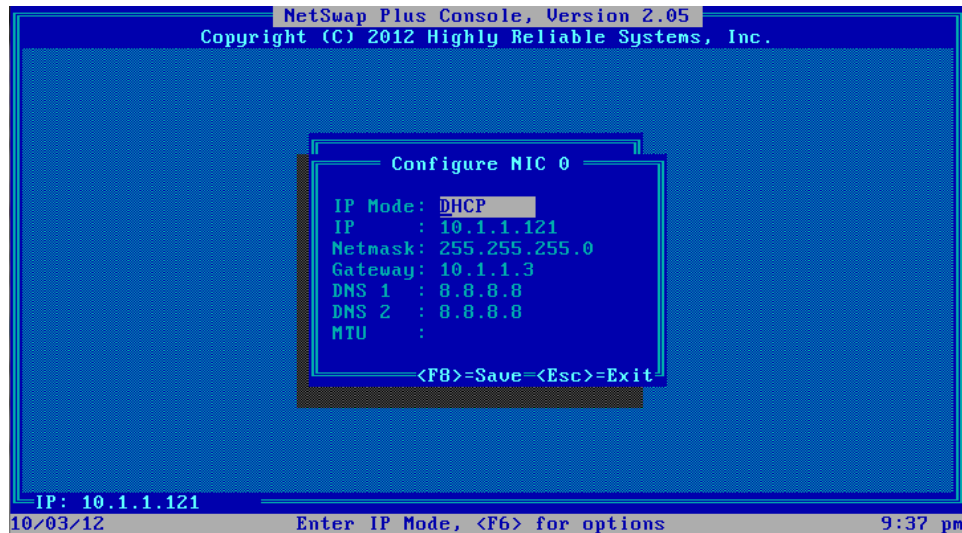 NetSwap Plus Console, Version 2.05
Copyright (C) 2012 Highly Reliable Systems, Inc.
Configure NIC 0
IP Mode: DHCP
IP : 10.1.1.121
Netmask: 255.255.255.0
Gateway: 10.1.1.3
DNS 1 : 8.8.8.8
DNS 2 : 8.8.8.8
MTU :
<F8>=Save=<Esc>=Exit
IP: 10.1.1.121
10/03/12 Enter IP Mode, <F6> for options 9:37 pm